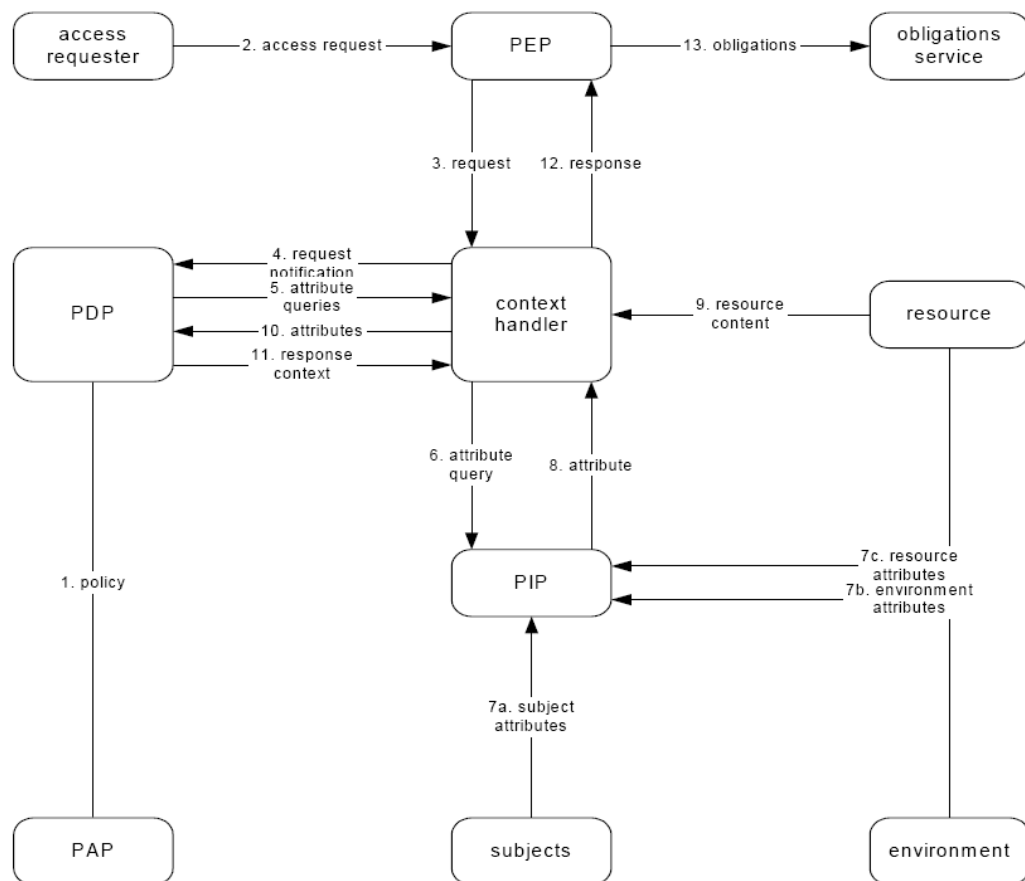 access
requester
2. access request
PEP
13. obligations
obligations
service
3. request
12. response
PDP
4. request
notification
5. attribute
queries
10. attributes
11. response
context
context
handler
9. resource
content
resource
6. attribute
query
8. attribute
1. policy
PIP
7c. resource
attributes
7b. environment
attributes
7a. subject
attributes
PAP
subjects
environment